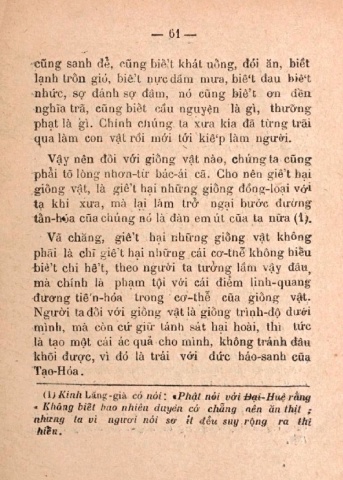 — 61 —
cũng sanh đẻ, cũng biết khát uống, đói ăn, biết
lạnh trốn gió, biết nực dầm mưa, biết đau biết
nhức, sợ đánh sợ đâm, nó cũng biết ơn đền
nghĩa trả, cũng biết cầu nguyện là gì, thưởng
phạt là gì. Chính chúng ta xưa kia đã từng trải
qua làm con vật rồi mới tới kiếp làm người.
Vậy nên đối với giống vật nào, chúng ta cũng
phải tỏ lòng nhơn-từ bác-ái cả. Cho nên giết hại
giống vật, là giết hại những giống đồng-loại với
ta khi xưa, mà lại làm trở ngại bước đường
tấn-hóa của chúng nó là đàn em út của ta nữa (1).
Vả chăng, giết hại những giống vật không
phải là chỉ giết hại những cái cơ-thể không biểu
biết chi hết, theo người ta tưởng lầm vậy đâu,
mà chính là phạm tội với cái điểm linh-quang
đương tiến-hóa trong cơ-thể của giống vật.
Người ta đối với giống vật là giống trình-độ dưới
mình, mà còn cứ giữ tánh sát hại hoài, thì tức
là tạo một cái ác quả cho mình, không tránh đâu
khỏi được, vì đó là trái với đức háo-sanh của
Tạo-Hóa.
(1) Kinh Lăng-già có nói: «Phật nói với Đại-Huệ rằng
« Không biết bao nhiên duyên cớ chẳng nên ăn thịt ;
nhưng ta vì người nói sơ ít đều suy rộng ra thì
hiểu.